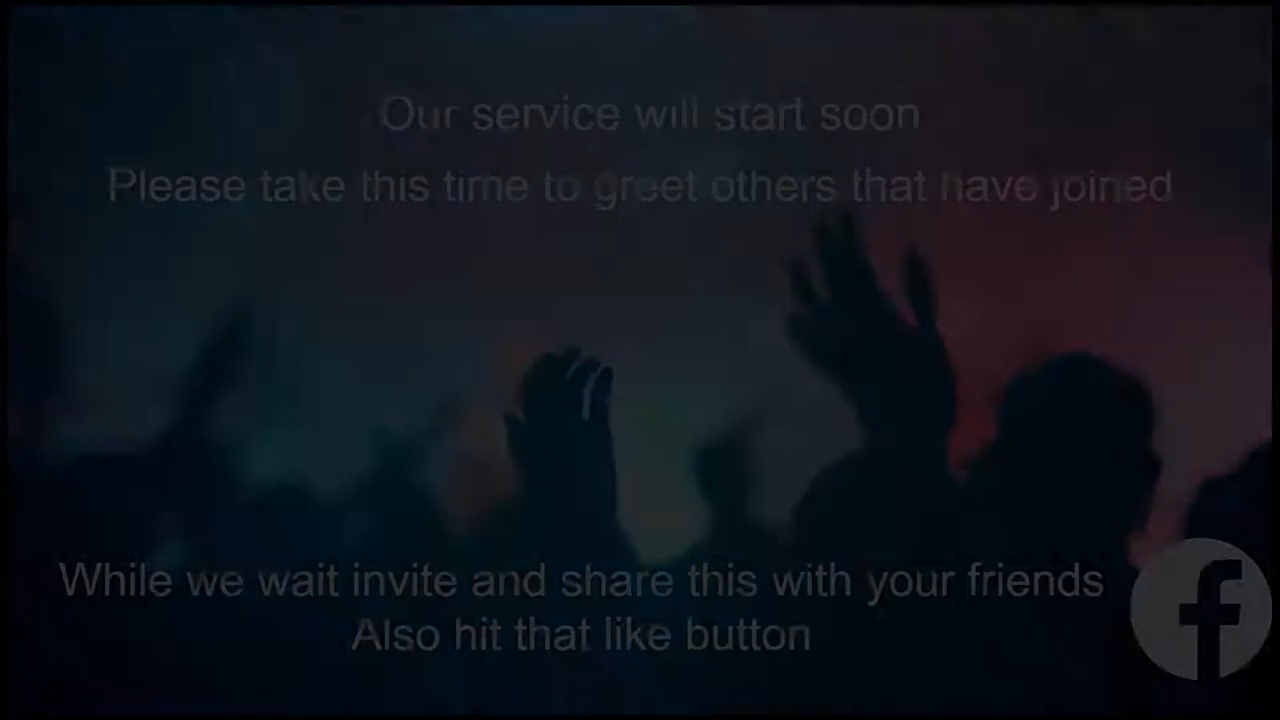 Our service will start soon
Please take this time to greet others that have joined
While we wait invite and share this with your friends
Also hit that like button